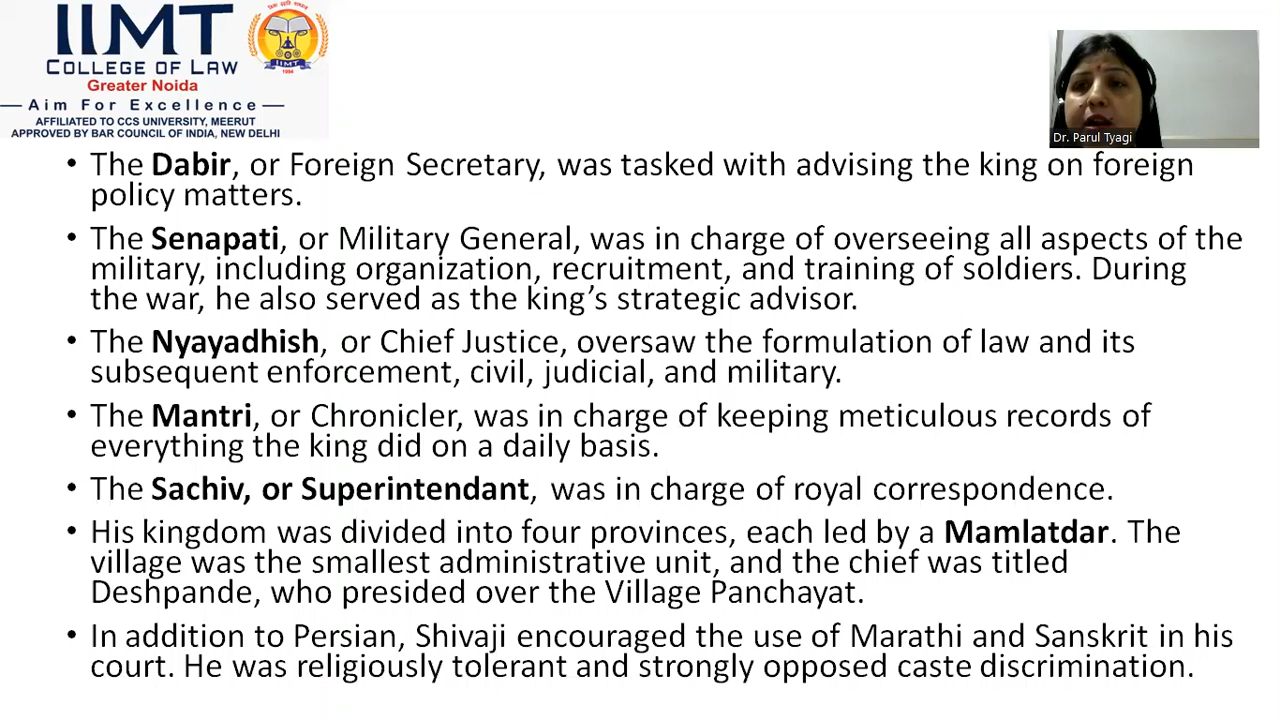 IIMT
COLLEGE OF LAW
Greater Noida
— Aim For Excellence —
AFFILIATED TO CCS UNIVERSITY, MEERUT
APPROVED BY BAR COUNCIL OF INDIA, NEW DELHI
IIMT
1994
Dr. Parul Tyagi
• The Dabir, or Foreign Secretary, was tasked with advising the king on foreign
policy matters.
• The Senapati, or Military General, was in charge of overseeing all aspects of the
military, including organization, recruitment, and training of soldiers. During
the war, he also served as the king’s strategic advisor.
• The Nyayadhish, or Chief Justice, oversaw the formulation of law and its
subsequent enforcement, civil, judicial, and military.
• The Mantri, or Chronicler, was in charge of keeping meticulous records of
everything the king did on a daily basis.
• The Sachiv, or Superintendant, was in charge of royal correspondence.
• His kingdom was divided into four provinces, each led by a Mamlatdar. The
village was the smallest administrative unit, and the chief was titled
Deshpande, who presided over the Village Panchayat.
• In addition to Persian, Shivaji encouraged the use of Marathi and Sanskrit in his
court. He was religiously tolerant and strongly opposed caste discrimination.